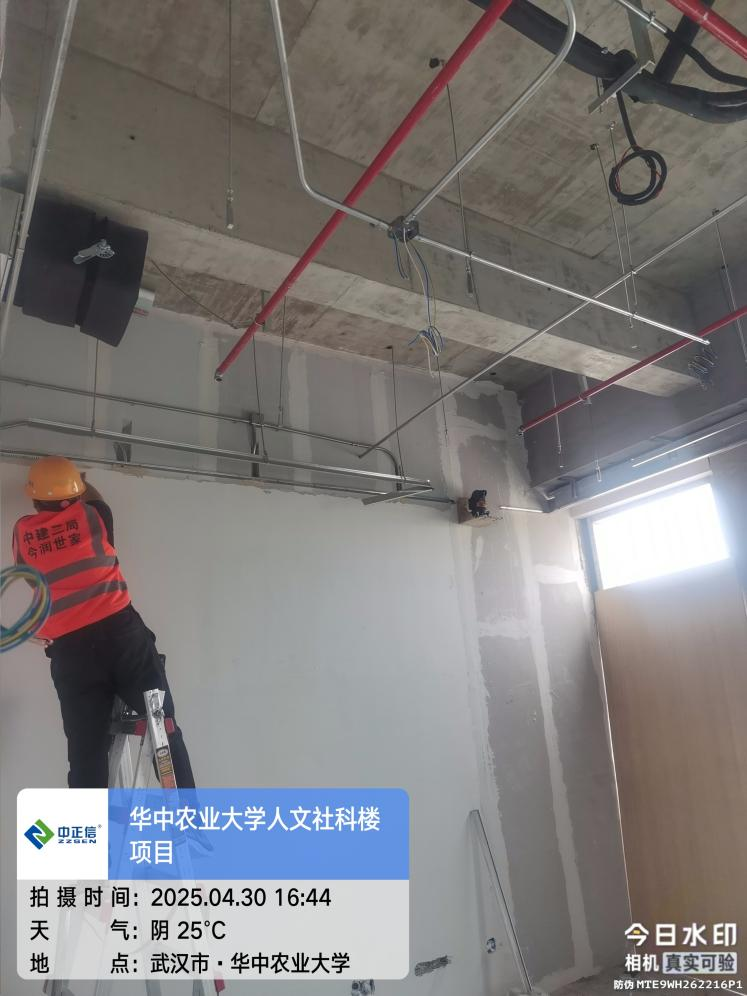 中建三局
今润世家
中正信®
ZZSEN
华中农业大学人文社科楼
项目
拍摄时间：2025.04.30 16:44
天气：阴 25℃
地点：武汉市·华中农业大学
今日水印
相机 真实可验
防伪 MTE9WH262216P1